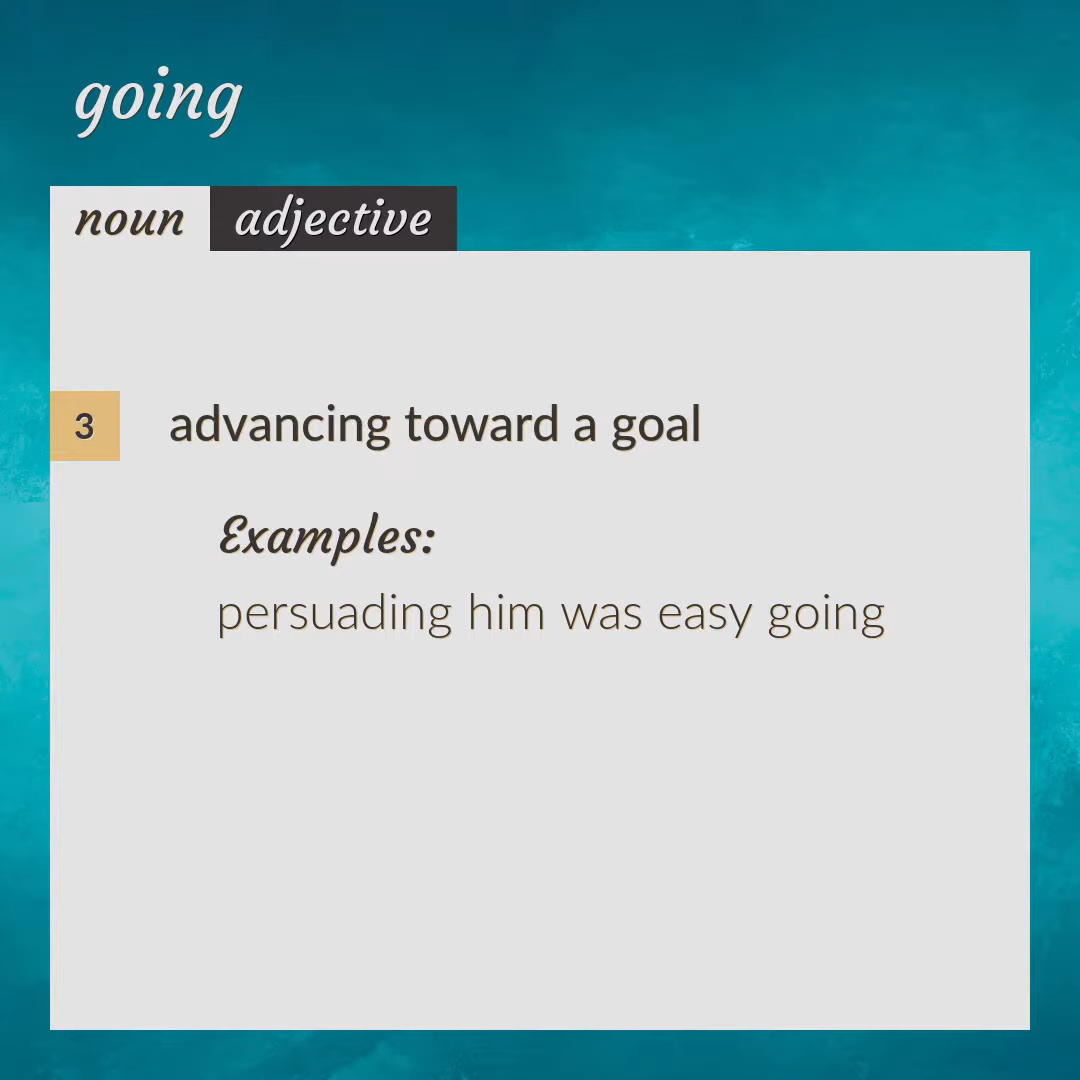 going
noun adjective
3 advancing toward a goal
Examples:
persuading him was easy going